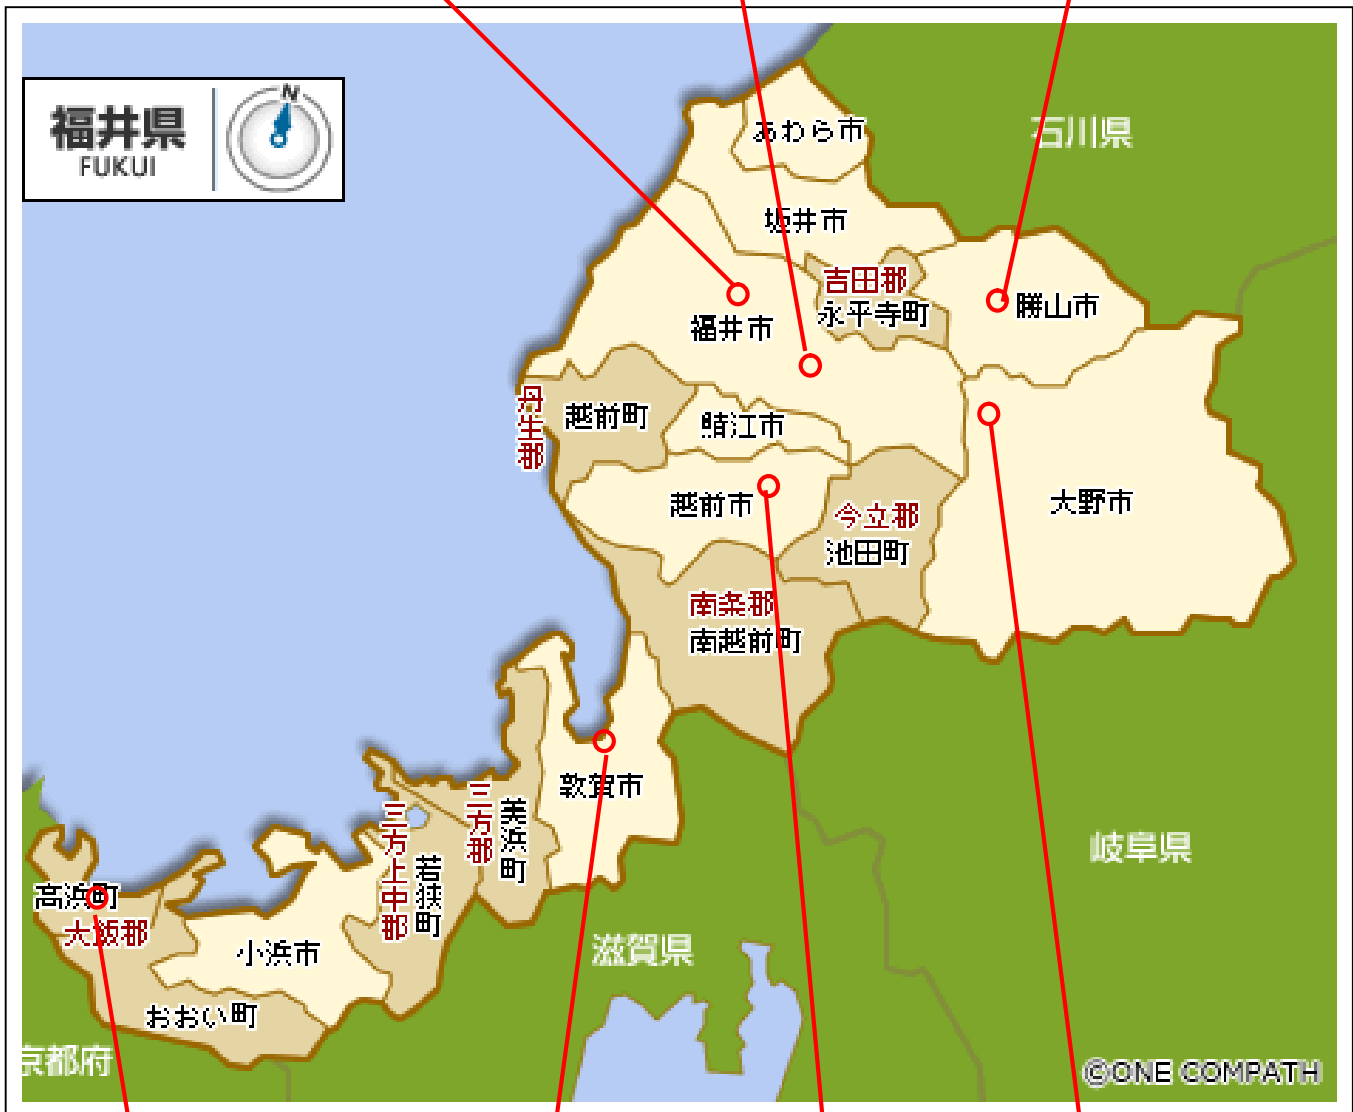 福井県
FUKUI
N
あわら市
石川県
坂井市
吉田郡
永平寺町
勝山市
福井市
丹生郡
越前町
鯖江市
越前市
今立郡
池田町
大野市
南条郡
南越前町
敦賀市
三方郡
美浜町
三方上中郡
若狭町
高浜町
大飯郡
小浜市
おおい町
岐阜県
滋賀県
京都府
©ONE COMPATH